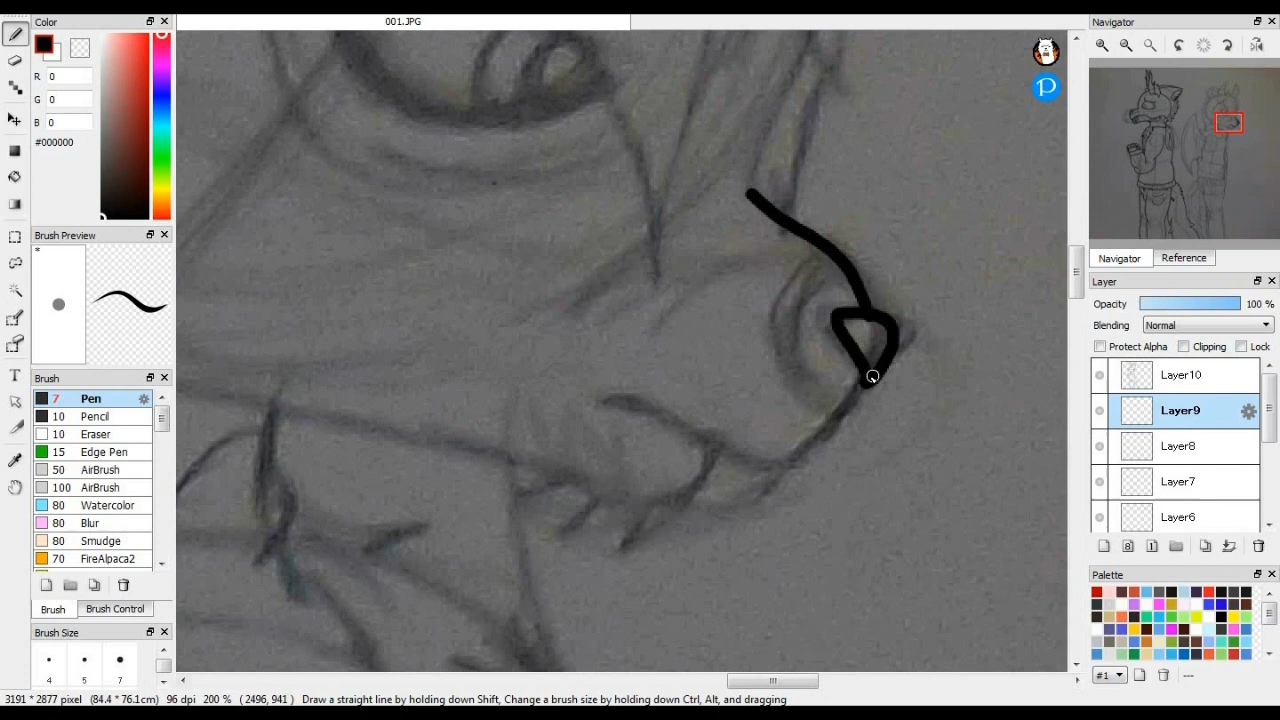 Color
001.JPG
Navigator
R 0
G 0
B 0
#000000
P
Brush Preview
*
Navigator
Reference
Layer
Opacity 100 %
Blending Normal
Protect Alpha Clipping Lock
Layer10
Layer9
Layer8
Layer7
Layer6
Brush
7 Pen
10 Pencil
10 Eraser
15 Edge Pen
50 AirBrush
100 AirBrush
80 Watercolor
80 Blur
80 Smudge
70 FireAlpaca2
8 1
Palette
Brush Brush Control
Brush Size
4 5 7
#1 ---
T
3191 * 2877 pixel (84.4 * 76.1cm) 96 dpi 200 % ( 2496, 941 ) Draw a straight line by holding down Shift, Change a brush size by holding down Ctrl, Alt, and dragging